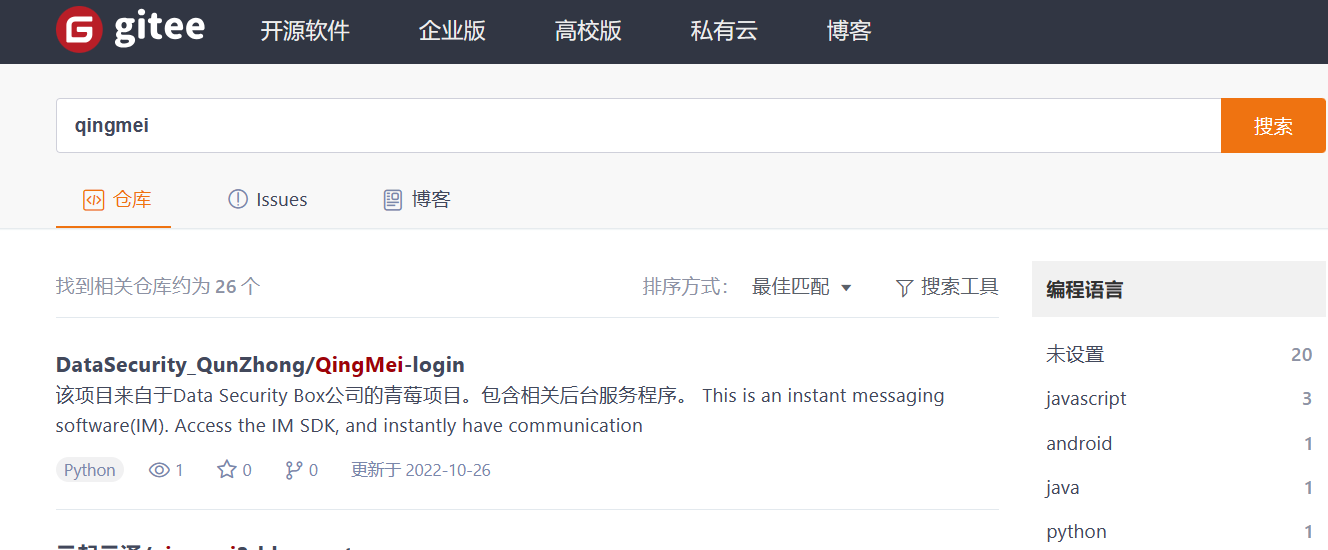 gitee 开源软件 企业版 高校版 私有云 博客
qingmei 搜索
仓库 Issues 博客
找到相关仓库约为 26 个 排序方式： 最佳匹配 搜索工具
DataSecurity_QunZhong/QingMei-login
该项目来自于Data Security Box公司的青莓项目。包含相关后台服务程序。 This is an instant messaging
software(IM). Access the IM SDK, and instantly have communication
Python 1 0 0 更新于 2022-10-26
编程语言
未设置 20
javascript 3
android 1
java 1
python 1